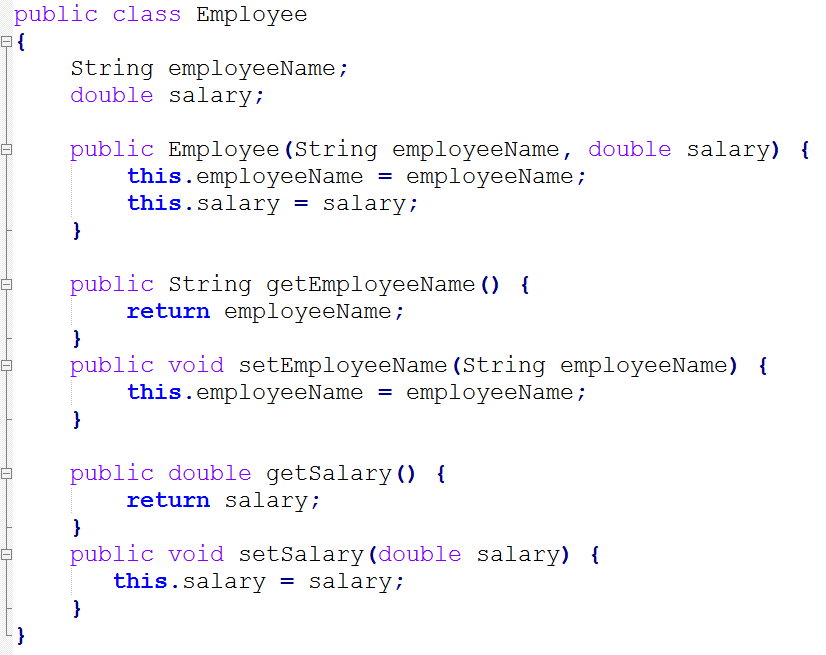 public class Employee
{
    String employeeName;
    double salary;

    public Employee(String employeeName, double salary) {
        this.employeeName = employeeName;
        this.salary = salary;
    }

    public String getEmployeeName() {
        return employeeName;
    }
    public void setEmployeeName(String employeeName) {
        this.employeeName = employeeName;
    }

    public double getSalary() {
        return salary;
    }
    public void setSalary(double salary) {
       this.salary = salary;
    }
}